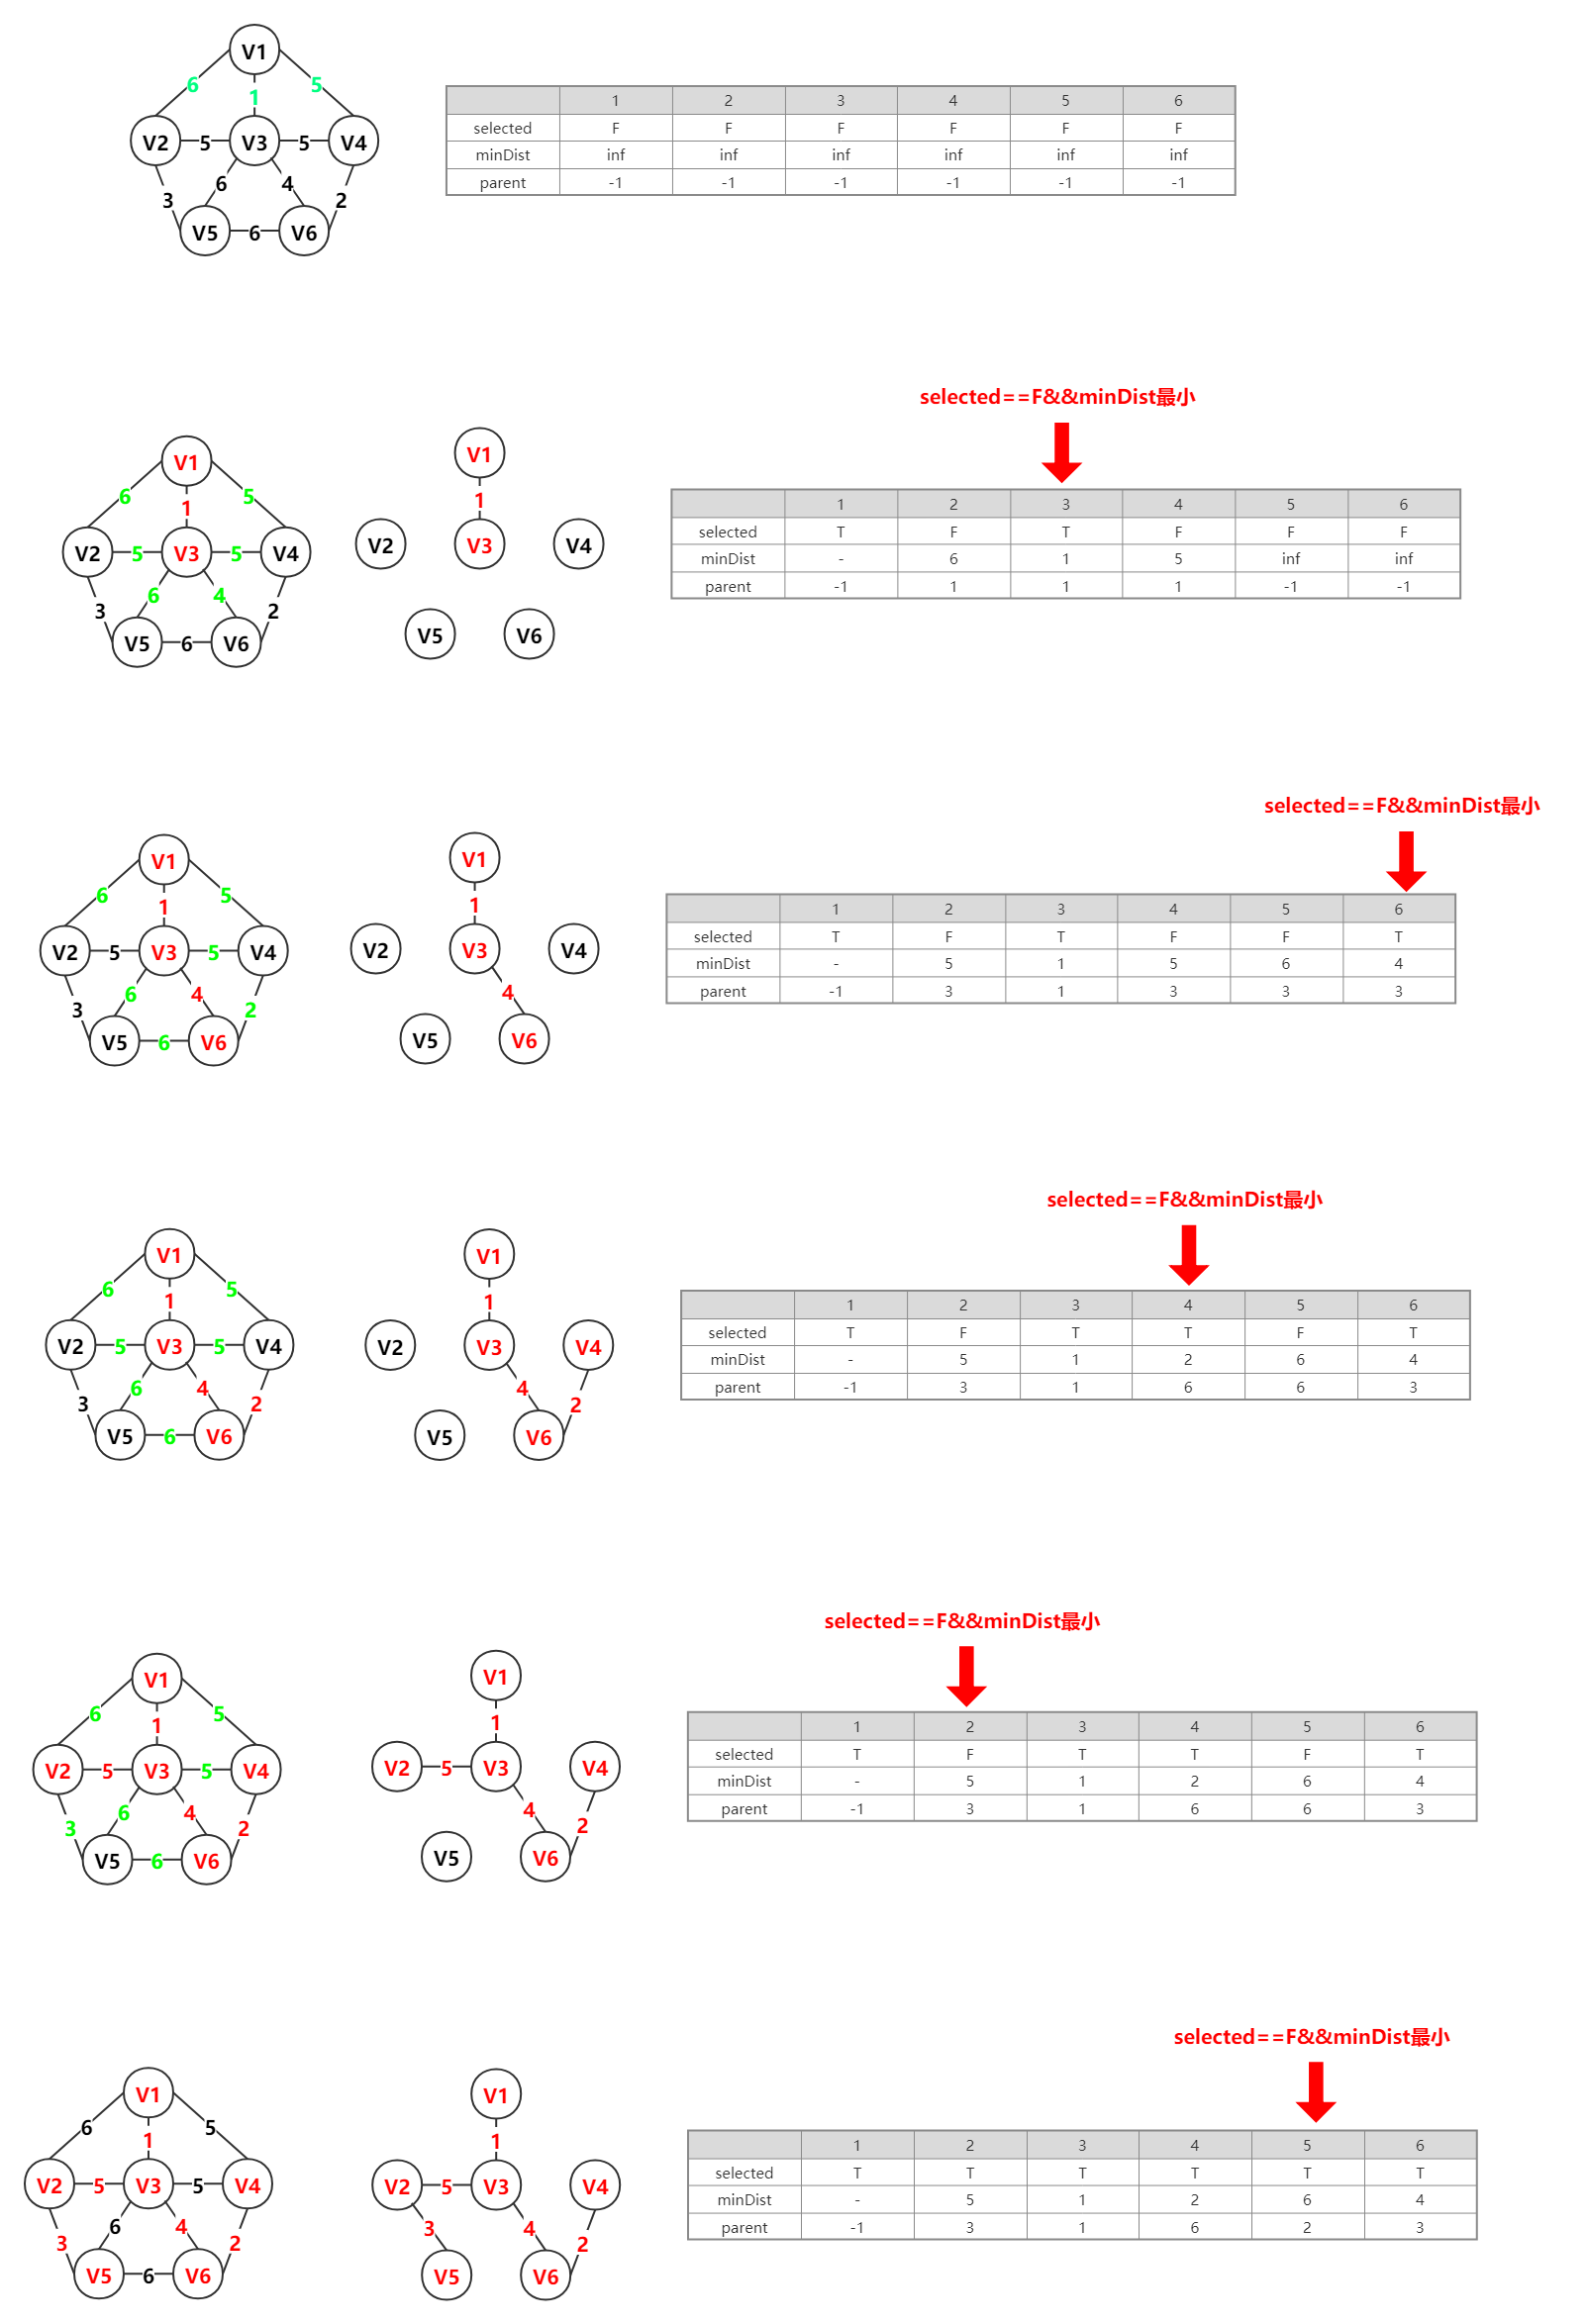 V1
6 1 5
V2 5 V3 5 V4
3 6 4 2
V5 6 V6
1 2 3 4 5 6
selected F F F F F F
minDist inf inf inf inf inf inf
parent -1 -1 -1 -1 -1 -1
selected==F&&minDist最小
V1
6 1 5
V2 5 V3 5 V4
3 6 4 2
V5 6 V6
V1
1
V2 V3 V4
V5 V6
1 2 3 4 5 6
selected T F T F F F
minDist - 6 1 5 inf inf
parent -1 1 1 1 -1 -1
selected==F&&minDist最小
V1
6 1 5
V2 5 V3 5 V4
3 6 4 2
V5 6 V6
V1
1
V2 V3 V4
4
V5 V6
1 2 3 4 5 6
selected T F T F F T
minDist - 5 1 5 6 4
parent -1 3 1 3 3 3
selected==F&&minDist最小
V1
6 1 5
V2 5 V3 5 V4
3 6 4 2
V5 6 V6
V1
1
V2 V3 V4
4 2
V5 V6
1 2 3 4 5 6
selected T F T T F T
minDist - 5 1 2 6 4
parent -1 3 1 6 6 3
selected==F&&minDist最小
V1
6 1 5
V2 5 V3 5 V4
3 6 4 2
V5 6 V6
V1
1
V2 5 V3 V4
4 2
V5 V6
1 2 3 4 5 6
selected T F T T F T
minDist - 5 1 2 6 4
parent -1 3 1 6 6 3
selected==F&&minDist最小
V1
6 1 5
V2 5 V3 5 V4
3 6 4 2
V5 6 V6
V1
1
V2 5 V3 V4
3 4 2
V5 V6
1 2 3 4 5 6
selected T T T T T T
minDist - 5 1 2 6 4
parent -1 3 1 6 2 3